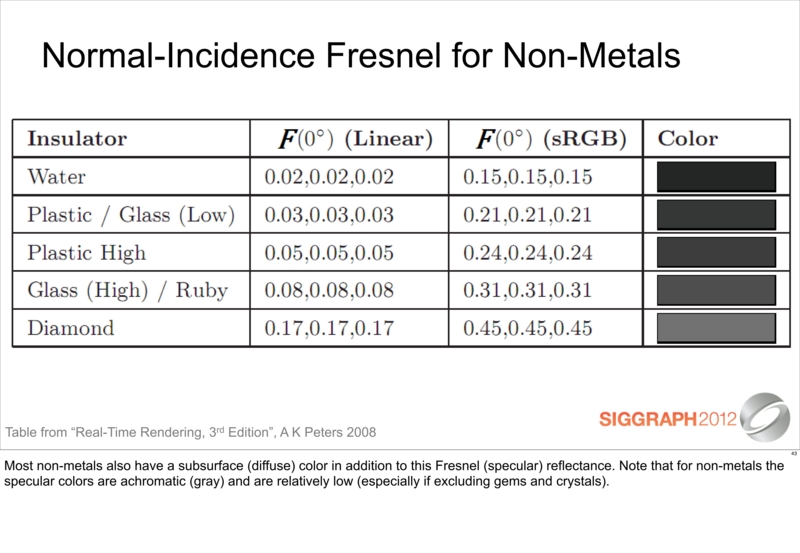 Normal-Incidence Fresnel for Non-Metals
Insulator F(0°) (Linear) F(0°) (sRGB) Color
Water 0.02,0.02,0.02 0.15,0.15,0.15
Plastic / Glass (Low) 0.03,0.03,0.03 0.21,0.21,0.21
Plastic High 0.05,0.05,0.05 0.24,0.24,0.24
Glass (High) / Ruby 0.08,0.08,0.08 0.31,0.31,0.31
Diamond 0.17,0.17,0.17 0.45,0.45,0.45
SIGGRAPH2012
Table from “Real-Time Rendering, 3rd Edition”, A K Peters 2008
43
Most non-metals also have a subsurface (diffuse) color in addition to this Fresnel (specular) reflectance. Note that for non-metals the
specular colors are achromatic (gray) and are relatively low (especially if excluding gems and crystals).